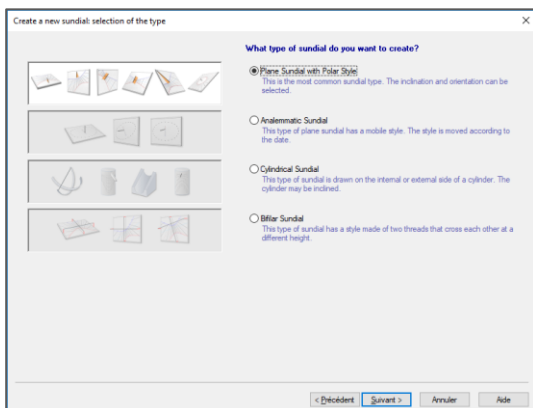 Create a new sundial: selection of the type
What type of sundial do you want to create?
Plane Sundial with Polar Style
This is the most common sundial type. The inclination and orientation can be
selected.
Analemmatic Sundial
This type of plane sundial has a mobile style. The style is moved according to
the date.
Cylindrical Sundial
This type of sundial is drawn on the internal or external side of a cylinder. The
cylinder may be inclined.
Bifilar Sundial
This type of sundial has a style made of two threads that cross each other at a
different height.
< Précédent
Suivant >
Annuler
Aide